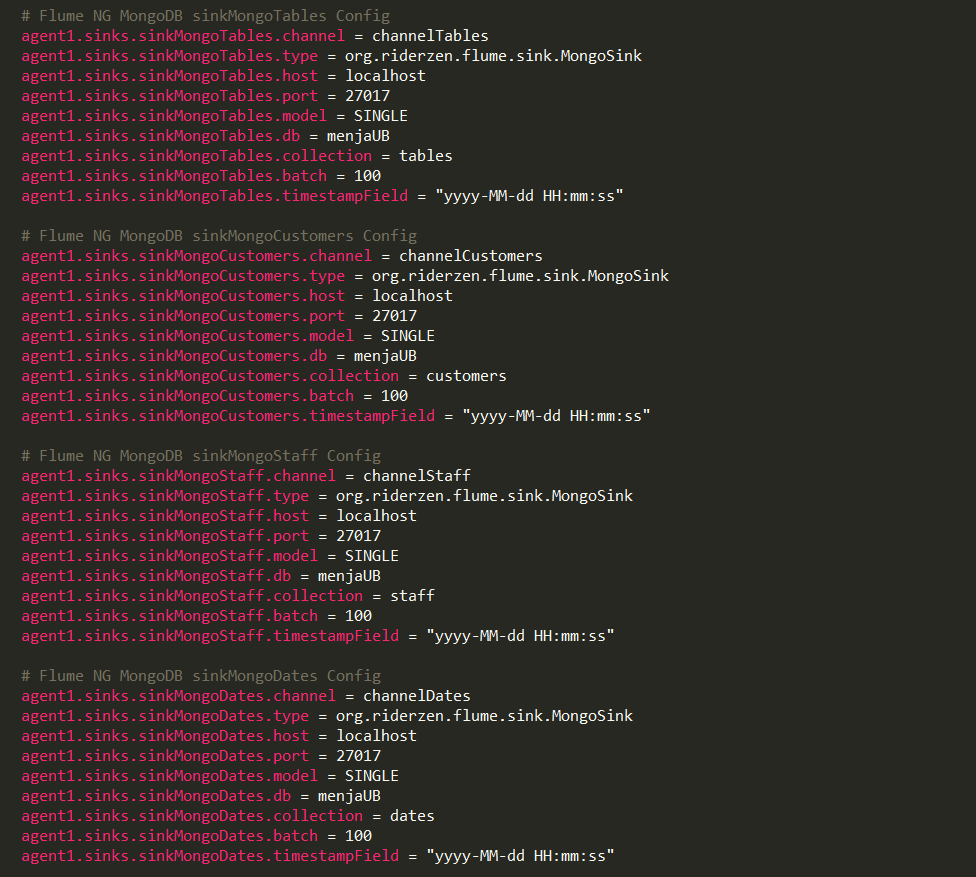 # Flume NG MongoDB sinkMongoTables Config
agent1.sinks.sinkMongoTables.channel = channelTables
agent1.sinks.sinkMongoTables.type = org.riderzen.flume.sink.MongoSink
agent1.sinks.sinkMongoTables.host = localhost
agent1.sinks.sinkMongoTables.port = 27017
agent1.sinks.sinkMongoTables.model = SINGLE
agent1.sinks.sinkMongoTables.db = menjaUB
agent1.sinks.sinkMongoTables.collection = tables
agent1.sinks.sinkMongoTables.batch = 100
agent1.sinks.sinkMongoTables.timestampField = "yyyy-MM-dd HH:mm:ss"

# Flume NG MongoDB sinkMongoCustomers Config
agent1.sinks.sinkMongoCustomers.channel = channelCustomers
agent1.sinks.sinkMongoCustomers.type = org.riderzen.flume.sink.MongoSink
agent1.sinks.sinkMongoCustomers.host = localhost
agent1.sinks.sinkMongoCustomers.port = 27017
agent1.sinks.sinkMongoCustomers.model = SINGLE
agent1.sinks.sinkMongoCustomers.db = menjaUB
agent1.sinks.sinkMongoCustomers.collection = customers
agent1.sinks.sinkMongoCustomers.batch = 100
agent1.sinks.sinkMongoCustomers.timestampField = "yyyy-MM-dd HH:mm:ss"

# Flume NG MongoDB sinkMongoStaff Config
agent1.sinks.sinkMongoStaff.channel = channelStaff
agent1.sinks.sinkMongoStaff.type = org.riderzen.flume.sink.MongoSink
agent1.sinks.sinkMongoStaff.host = localhost
agent1.sinks.sinkMongoStaff.port = 27017
agent1.sinks.sinkMongoStaff.model = SINGLE
agent1.sinks.sinkMongoStaff.db = menjaUB
agent1.sinks.sinkMongoStaff.collection = staff
agent1.sinks.sinkMongoStaff.batch = 100
agent1.sinks.sinkMongoStaff.timestampField = "yyyy-MM-dd HH:mm:ss"

# Flume NG MongoDB sinkMongoDates Config
agent1.sinks.sinkMongoDates.channel = channelDates
agent1.sinks.sinkMongoDates.type = org.riderzen.flume.sink.MongoSink
agent1.sinks.sinkMongoDates.host = localhost
agent1.sinks.sinkMongoDates.port = 27017
agent1.sinks.sinkMongoDates.model = SINGLE
agent1.sinks.sinkMongoDates.db = menjaUB
agent1.sinks.sinkMongoDates.collection = dates
agent1.sinks.sinkMongoDates.batch = 100
agent1.sinks.sinkMongoDates.timestampField = "yyyy-MM-dd HH:mm:ss"